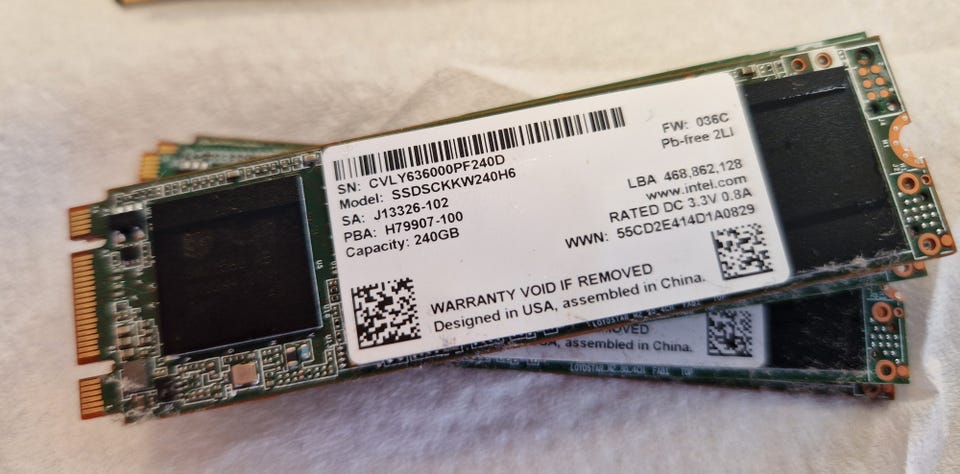 SN: CVLY636000PF240D
Model: SSDSCKKW240H6
SA: J13326-102
PBA: H79907-100
Capacity: 240GB
FW: 036C
Pb-free 2LI
LBA 468,862,128
www.intel.com
RATED DC 3.3V 0.8A
WWN: 55CD2E414D1A0829
WARRANTY VOID IF REMOVED
Designed in USA, assembled in China.
assembled in China.
FAB1 TOP